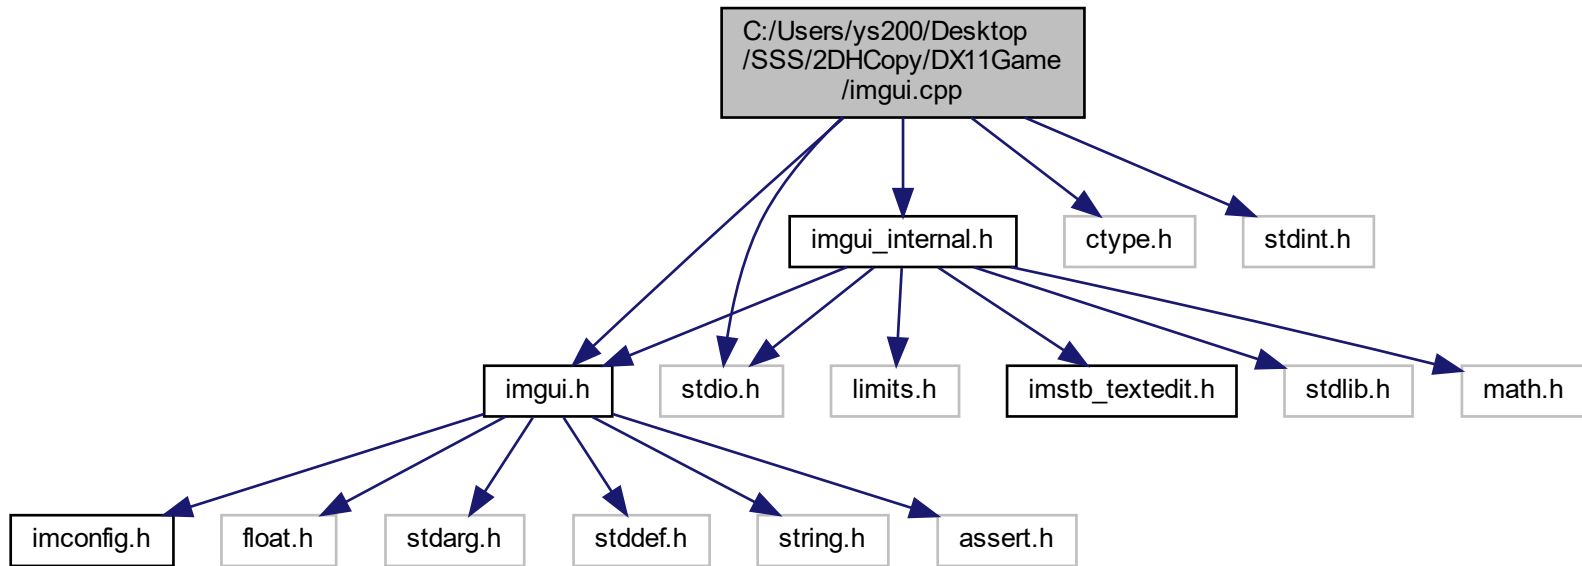 C:/Users/ys200/Desktop
/SSS/2DHCopy/DX11Game
/imgui.cpp
imgui_internal.h
ctype.h
stdint.h
imgui.h
stdio.h
limits.h
imstb_textedit.h
stdlib.h
math.h
imconfig.h
float.h
stdarg.h
stddef.h
string.h
assert.h